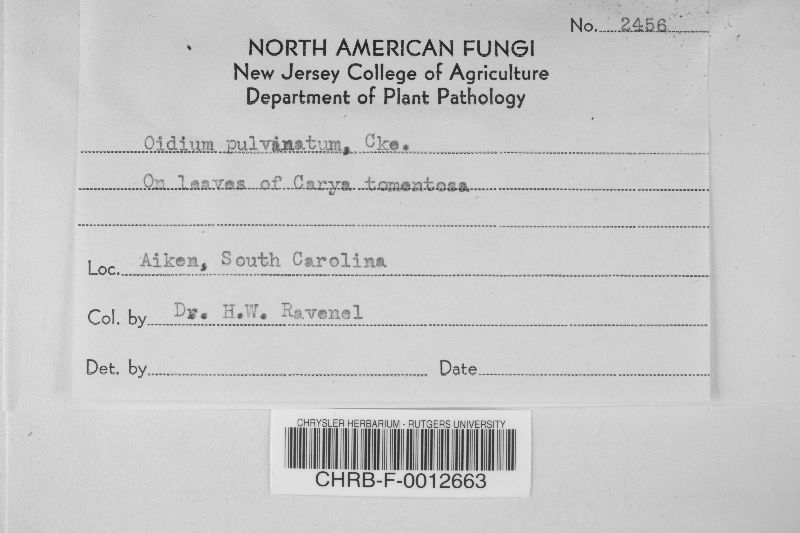 No. 2456
NORTH AMERICAN FUNGI
New Jersey College of Agriculture
Department of Plant Pathology
Oidium pulvinatum, Cke.
On leaves of Carya tomentosa
Loc. Aiken, South Carolina
Col. by Dr. H.W. Ravenel
Det. by Date
CHRYSLER HERBARIUM - RUTGERS UNIVERSITY
CHRB-F-0012663